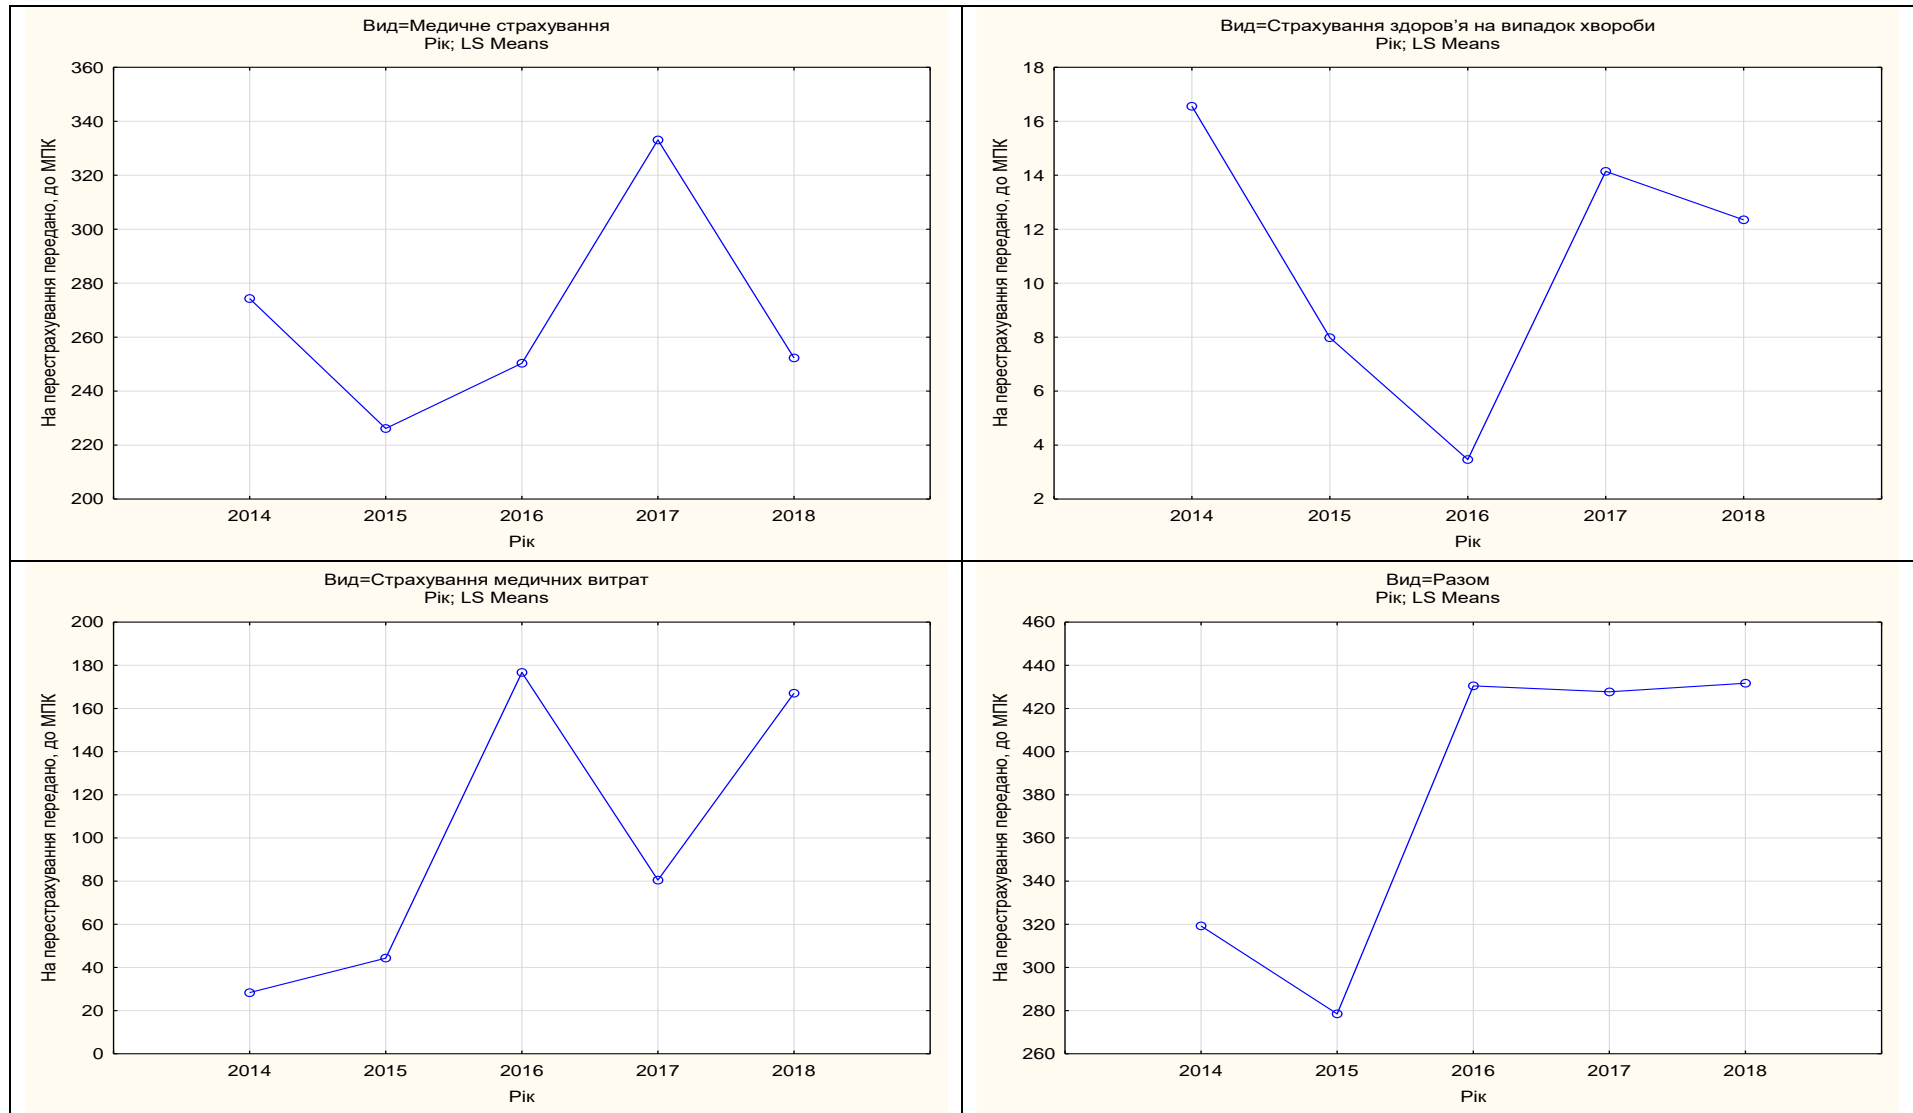 Вид=Медичне страхування
Рік; LS Means
360
340
320
300
280
260
240
220
200
На перестрахування передано, до МПК
2014 2015 2016 2017 2018
Рік
Вид=Страхування здоров’я на випадок хвороби
Рік; LS Means
18
16
14
12
10
8
6
4
2
На перестрахування передано, до МПК
2014 2015 2016 2017 2018
Рік
Вид=Страхування медичних витрат
Рік; LS Means
200
180
160
140
120
100
80
60
40
20
0
На перестрахування передано, до МПК
2014 2015 2016 2017 2018
Рік
Вид=Разом
Рік; LS Means
460
440
420
400
380
360
340
320
300
280
260
На перестрахування передано, до МПК
2014 2015 2016 2017 2018
Рік